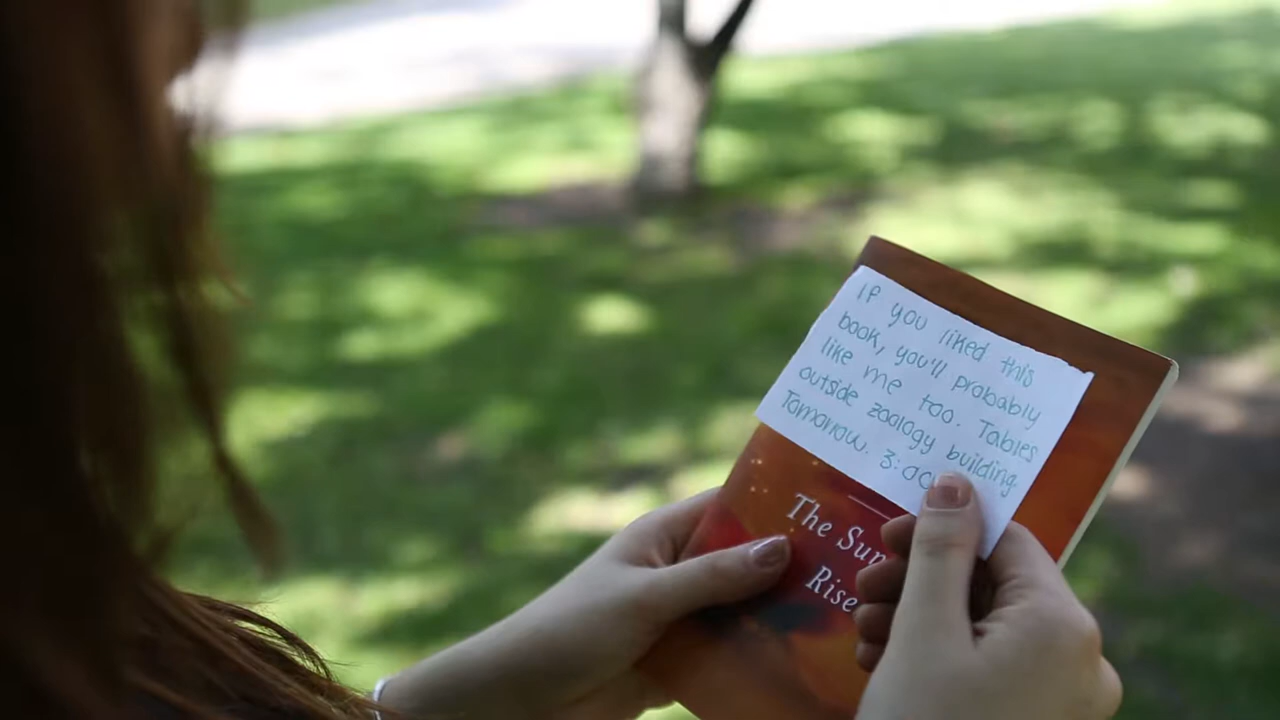 If you liked this
book, you'll probably
like me too. Tables
outside zoology building
Tomorrow. 3:00
The Sun
Rise